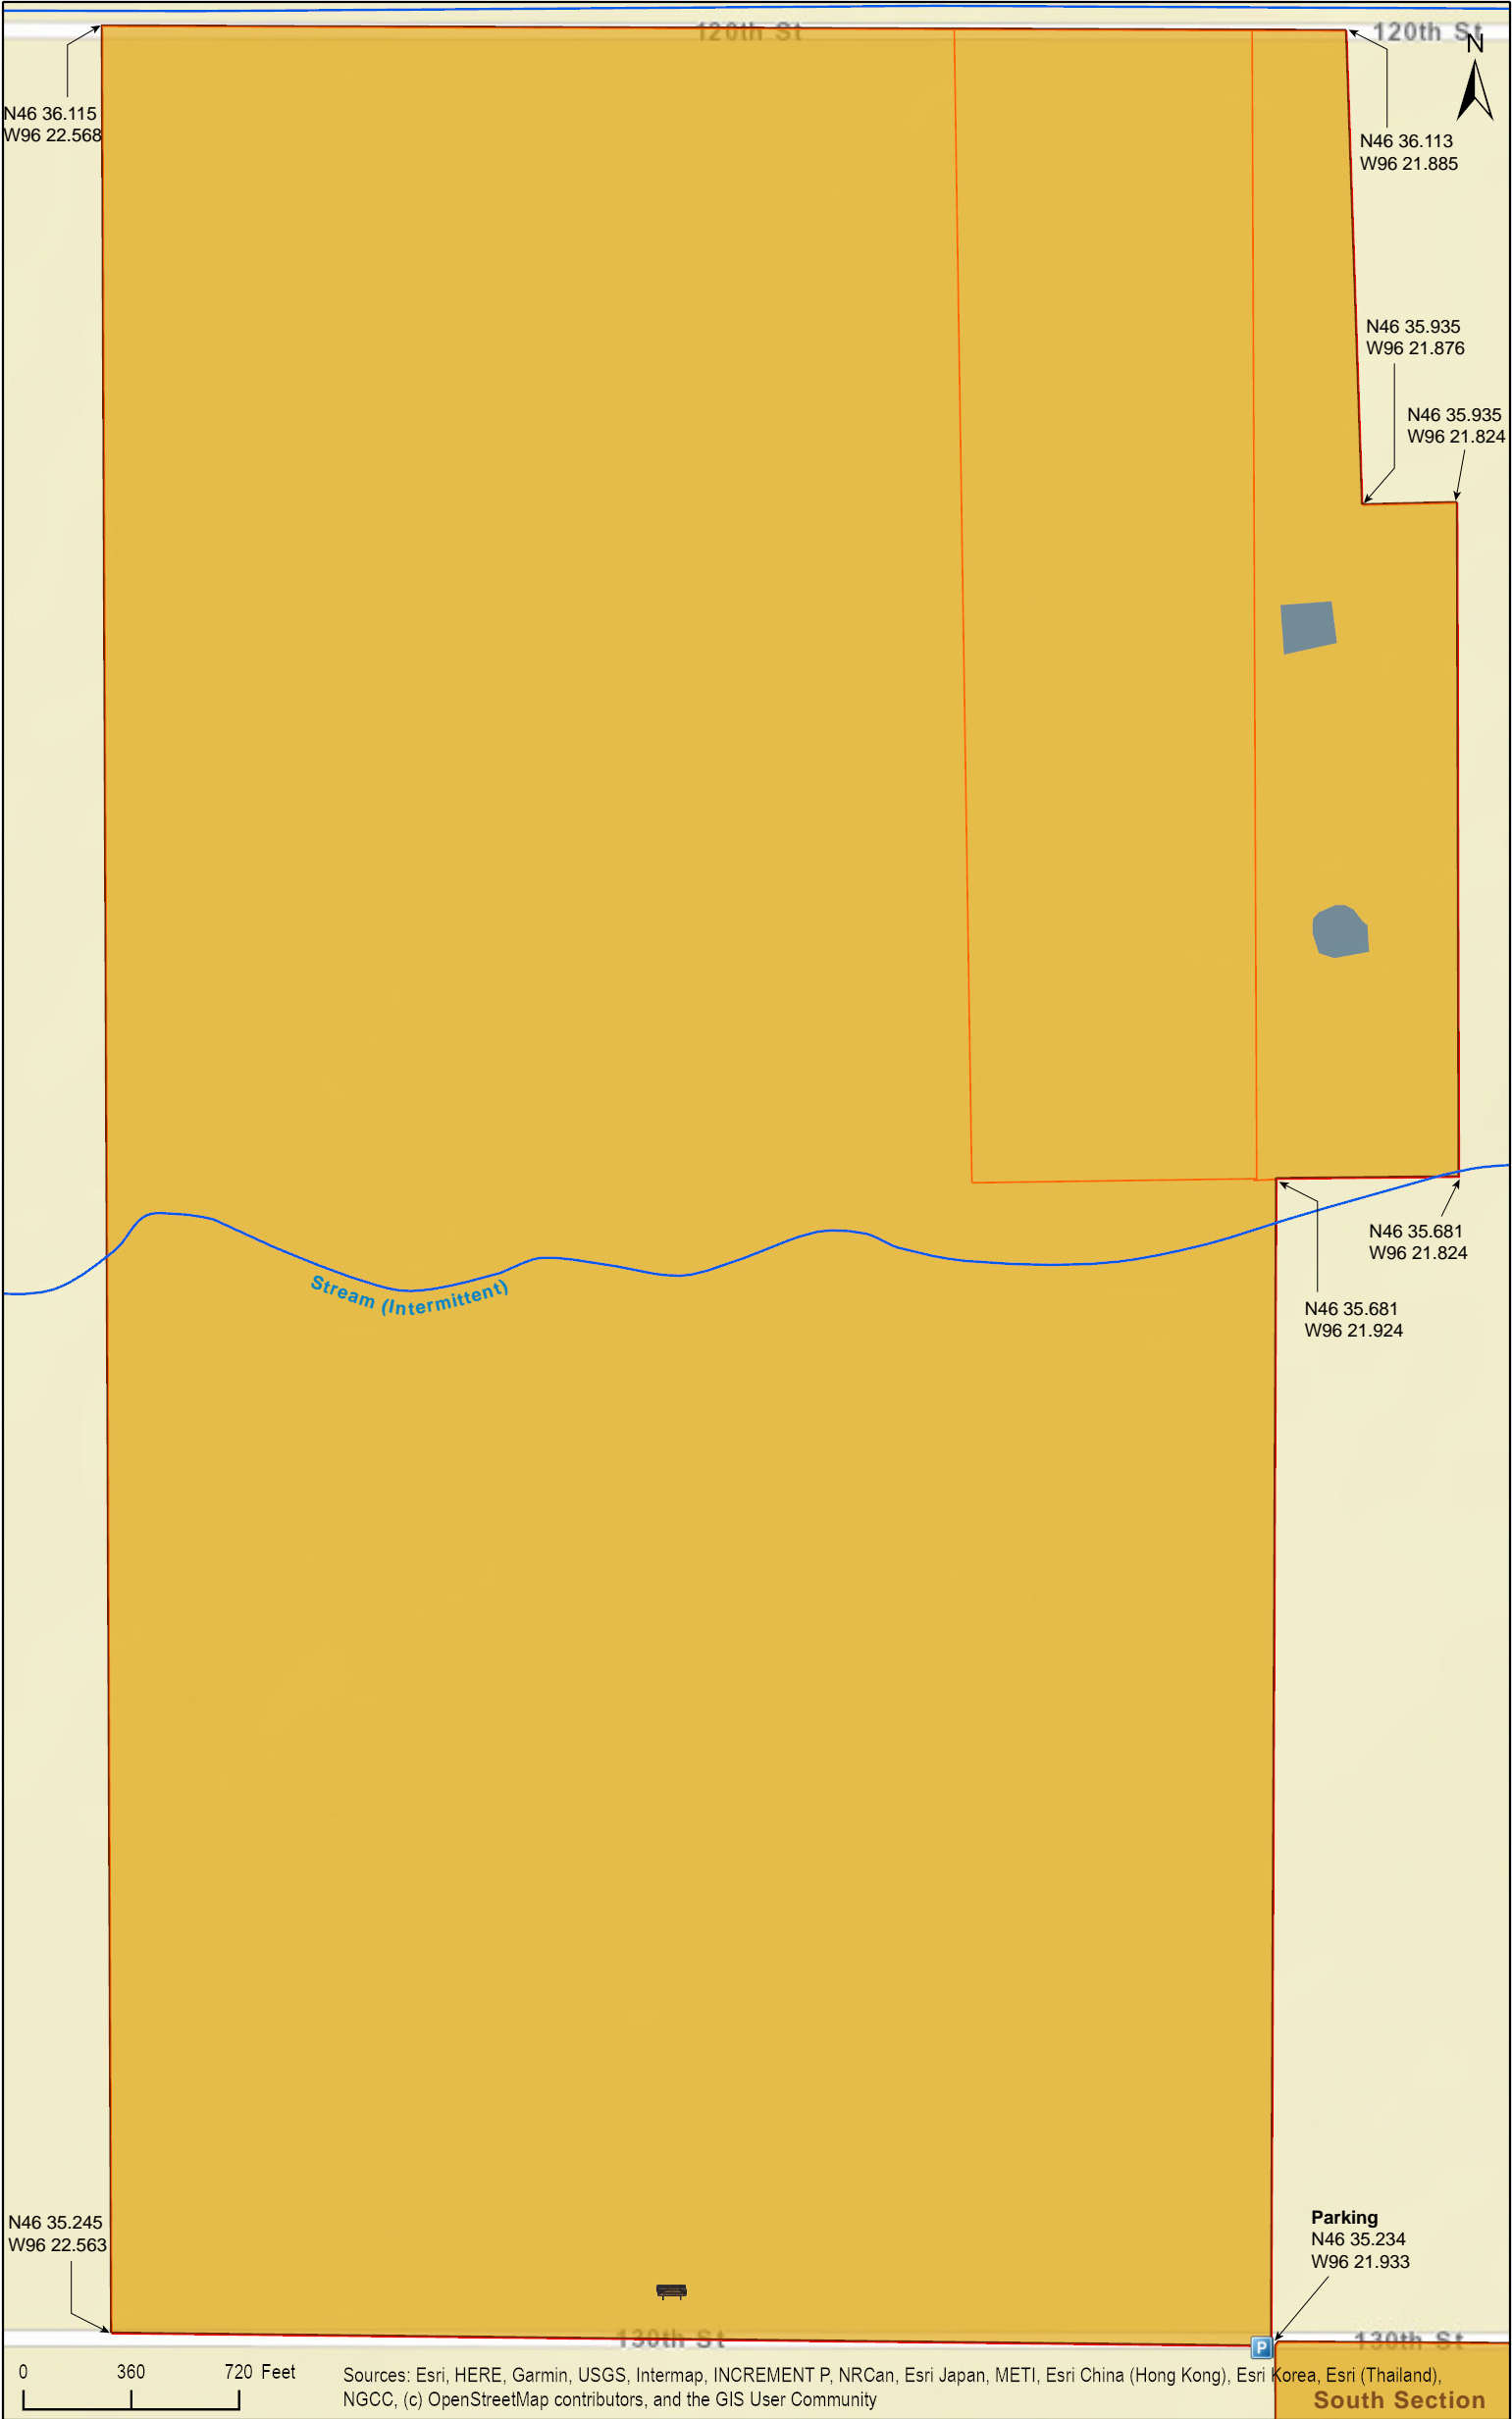 120th St
120th St
N
N46 36.115
W96 22.568
N46 36.113
W96 21.885
N46 35.935
W96 21.876
N46 35.935
W96 21.824
N46 35.681
W96 21.824
Stream (Intermittent)
N46 35.681
W96 21.924
N46 35.245
W96 22.563
Parking
N46 35.234
W96 21.933
130th St
P
130th St
0 360 720 Feet
Sources: Esri, HERE, Garmin, USGS, Intermap, INCREMENT P, NRCan, Esri Japan, METI, Esri China (Hong Kong), Esri Korea, Esri (Thailand),
NGCC, (c) OpenStreetMap contributors, and the GIS User Community
South Section